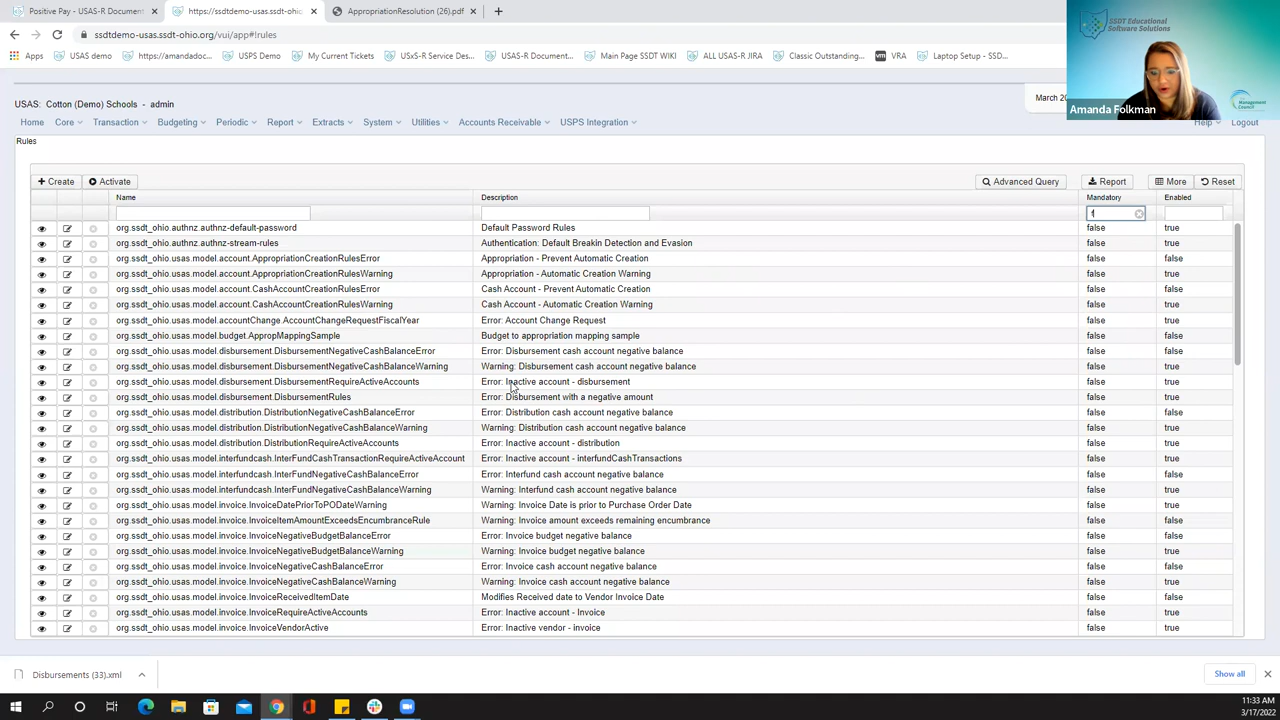 Positive Pay - USAS-R Document
https://ssdtdemo-usas.ssdt-ohio
AppropriationResolution (26).pdf
ssdtdemo-usas.ssdt-ohio.org/vui/app#!rules
Apps
USAS demo
https://amandadoc...
USPS Demo
My Current Tickets
USxS-R Service Des...
USAS-R Document...
Main Page SSDT WIKI
ALL USAS-R JIRA
Classic Outstanding...
VRA
Laptop Setup - SSD...
SSDT Educational
Software Solutions
Management
Council
Amanda Folkman
USAS: Cotton (Demo) Schools - admin
March 20
Home Core Transaction Budgeting Periodic Report Extracts System Utilities Accounts Receivable USPS Integration Help Logout
Rules
Create Activate Advanced Query Report More Reset
Name Description Mandatory Enabled
f
org.ssdt_ohio.authnz.authnz-default-password Default Password Rules false true
org.ssdt_ohio.authnz.authnz-stream-rules Authentication: Default Breakin Detection and Evasion false true
org.ssdt_ohio.usas.model.account.AppropriationCreationRulesError Appropriation - Prevent Automatic Creation false false
org.ssdt_ohio.usas.model.account.AppropriationCreationRulesWarning Appropriation - Automatic Creation Warning false true
org.ssdt_ohio.usas.model.account.CashAccountCreationRulesError Cash Account - Prevent Automatic Creation false false
org.ssdt_ohio.usas.model.account.CashAccountCreationRulesWarning Cash Account - Automatic Creation Warning false true
org.ssdt_ohio.usas.model.accountChange.AccountChangeRequestFiscalYear Error: Account Change Request false true
org.ssdt_ohio.usas.model.budget.AppropMappingSample Budget to appropriation mapping sample false false
org.ssdt_ohio.usas.model.disbursement.DisbursementNegativeCashBalanceError Error: Disbursement cash account negative balance false false
org.ssdt_ohio.usas.model.disbursement.DisbursementNegativeCashBalanceWarning Warning: Disbursement cash account negative balance false true
org.ssdt_ohio.usas.model.disbursement.DisbursementRequireActiveAccounts Error: Inactive account - disbursement false true
org.ssdt_ohio.usas.model.disbursement.DisbursementRules Error: Disbursement with a negative amount false true
org.ssdt_ohio.usas.model.distribution.DistributionNegativeCashBalanceError Error: Distribution cash account negative balance false false
org.ssdt_ohio.usas.model.distribution.DistributionNegativeCashBalanceWarning Warning: Distribution cash account negative balance false true
org.ssdt_ohio.usas.model.distribution.DistributionRequireActiveAccounts Error: Inactive account - distribution false true
org.ssdt_ohio.usas.model.interfundcash.InterFundCashTransactionRequireActiveAccount Error: Inactive account - interfundCashTransactions false true
org.ssdt_ohio.usas.model.interfundcash.InterFundNegativeCashBalanceError Error: Interfund cash account negative balance false false
org.ssdt_ohio.usas.model.interfundcash.InterFundNegativeCashBalanceWarning Warning: Interfund cash account negative balance false true
org.ssdt_ohio.usas.model.invoice.InvoiceDatePriorToPODateWarning Warning: Invoice Date is prior to Purchase Order Date false true
org.ssdt_ohio.usas.model.invoice.InvoiceItemAmountExceedsEncumbranceRule Warning: Invoice amount exceeds remaining encumbrance false false
org.ssdt_ohio.usas.model.invoice.InvoiceNegativeBudgetBalanceError Error: Invoice budget negative balance false false
org.ssdt_ohio.usas.model.invoice.InvoiceNegativeBudgetBalanceWarning Warning: Invoice budget negative balance false true
org.ssdt_ohio.usas.model.invoice.InvoiceNegativeCashBalanceError Error: Invoice cash account negative balance false false
org.ssdt_ohio.usas.model.invoice.InvoiceNegativeCashBalanceWarning Warning: Invoice cash account negative balance false true
org.ssdt_ohio.usas.model.invoice.InvoiceReceivedItemDate Modifies Received date to Vendor Invoice Date false false
org.ssdt_ohio.usas.model.invoice.InvoiceRequireActiveAccounts Error: Inactive account - Invoice false true
org.ssdt_ohio.usas.model.invoice.InvoiceVendorActive Error: Inactive vendor - invoice false true
Disbursements (33).xml
Show all
11:33 AM
3/17/2022